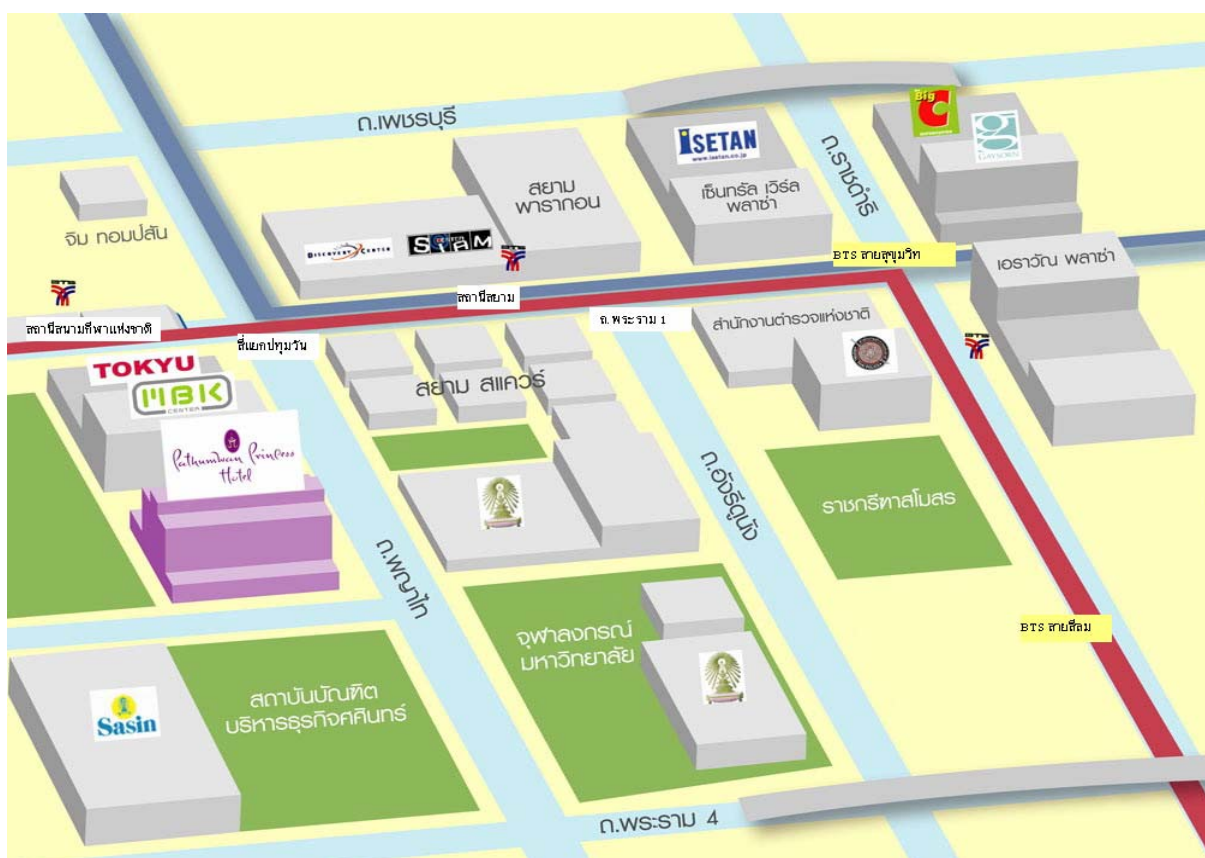 ถ.เพชรบุรี
Big
C
SUPERCENTER
g
GAYSORN
iSETAN
www.isetan.co.jp
ถ.ราชดำริ
สยาม
พารากอน
เซ็นทรัล เวิร์ล
พลาซ่า
จิม ทอมปสัน
DISCOVERY CENTER
SIAM
CENTER
BTS
BTS สายสุขุมวิท
เอราวัณ พลาซ่า
BTS
สถานีสยาม
สถานีสนามกีฬาแห่งชาติ
ถ.พระราม 1
สำนักงานตำรวจแห่งชาติ
สี่แยกปทุมวัน
BTS
TOKYU
MBK
CENTER
สยาม สแควร์
Pathumwan Princess
Hotel
ถ.อังรีดูนัง
ราชกรีฑาสโมสร
ถ.พญาไท
BTS สายสีลม
จุฬาลงกรณ์
มหาวิทยาลัย
สถาบันบัณฑิต
บริหารธุรกิจศศินทร์
Sasin
ถ.พระราม 4